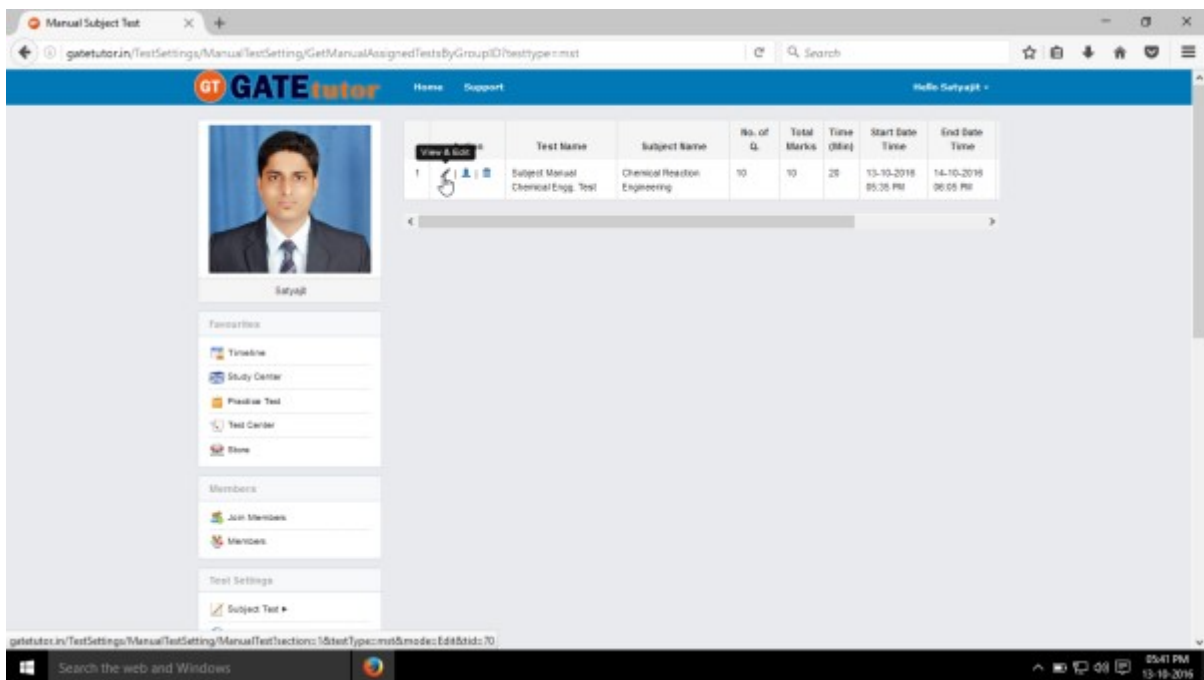 Manual Subject Test
gatetutor.in/TestSettings/ManualTestSetting/GetManualAssignedTestsByGroupID?testtype=mst
Search
GT GATEtutor
Home Support
Hello Satyajit
View & Edit
Test Name Subject Name No. of Q. Total Marks Time (Min) Start Date Time End Date Time
1 Subject Manual Chemical Engg. Test Chemical Reaction Engineering 10 10 20 13-10-2016 05:35 PM 14-10-2016 06:05 PM
Satyajit
Favourites
Timeline
Study Center
Practise Test
Test Center
Store
Members
Join Members
Members
Test Settings
Subject Test
gatetutor.in/TestSettings/ManualTestSetting/ManualTest?section=1&testType=mst&mode=Edit&tid=70
Search the web and Windows
05:41 PM
13-10-2016